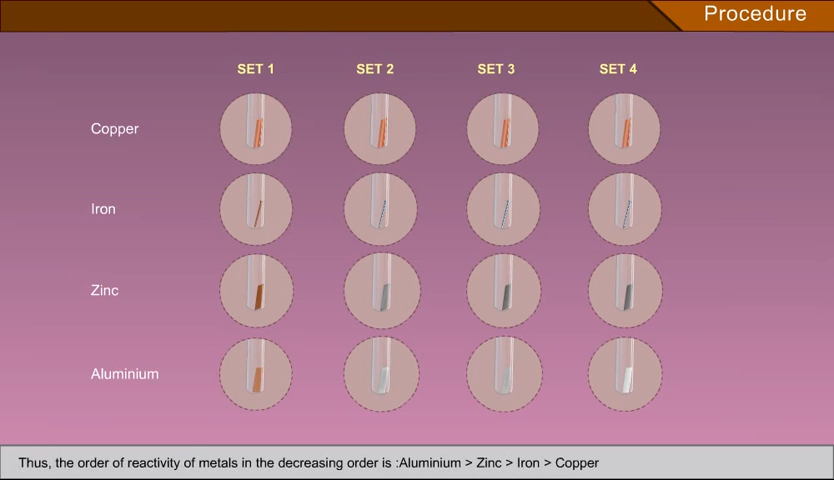 Procedure
SET 1 SET 2 SET 3 SET 4
Copper
Iron
Zinc
Aluminium
Thus, the order of reactivity of metals in the decreasing order is :Aluminium > Zinc > Iron > Copper